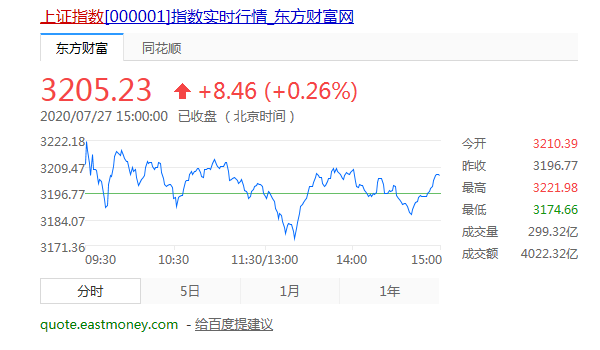 上证指数[000001]指数实时行情_东方财富网
东方财富 同花顺
3205.23 +8.46 (+0.26%)
2020/07/27 15:00:00 已收盘 (北京时间)
3222.18
3209.47
3196.77
3184.07
3171.36
09:30 10:30 11:30/13:00 14:00 15:00
今开 3210.39
昨收 3196.77
最高 3221.98
最低 3174.66
成交量 299.32亿
成交额 4022.32亿
分时 5日 1月 1年
quote.eastmoney.com - 给百度提建议